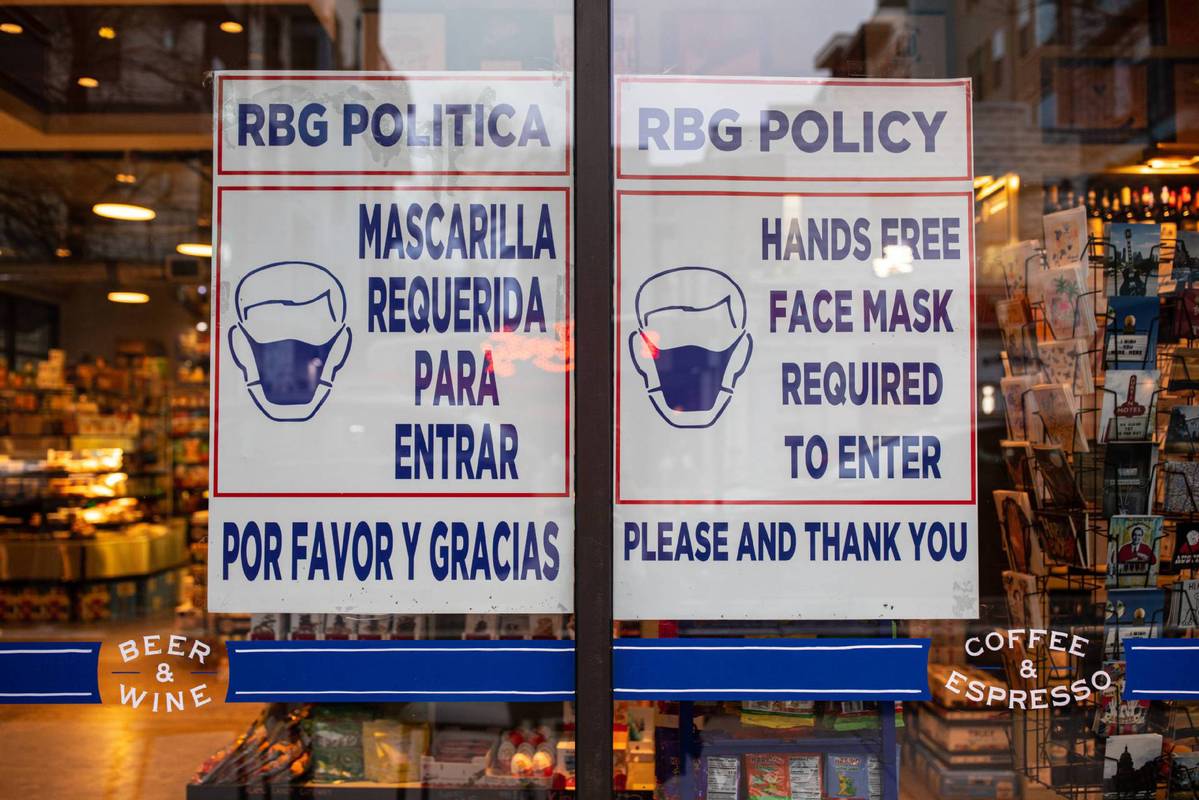 RBG POLITICA
MASCARILLA
REQUERIDA
PARA
ENTRAR
POR FAVOR Y GRACIAS
RBG POLICY
HANDS FREE
FACE MASK
REQUIRED
TO ENTER
PLEASE AND THANK YOU
BEER
&
WINE
COFFEE
&
ESPRESSO
MOTEL